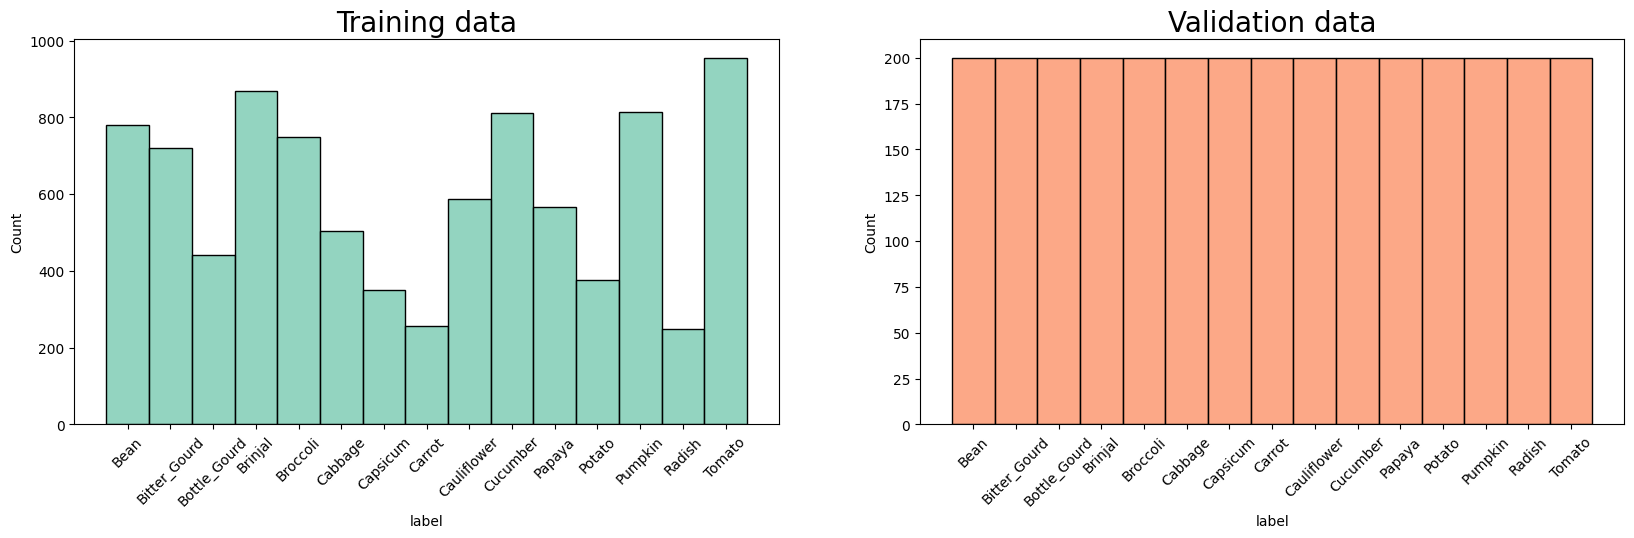 Training data
1000
800
600
400
200
0
Count
Bean
Bitter_Gourd
Bottle_Gourd
Brinjal
Broccoli
Cabbage
Capsicum
Carrot
Cauliflower
Cucumber
Papaya
Potato
Pumpkin
Radish
Tomato
label
Validation data
200
175
150
125
100
75
50
25
0
Count
Bean
Bitter_Gourd
Bottle_Gourd
Brinjal
Broccoli
Cabbage
Capsicum
Carrot
Cauliflower
Cucumber
Papaya
Potato
Pumpkin
Radish
Tomato
label